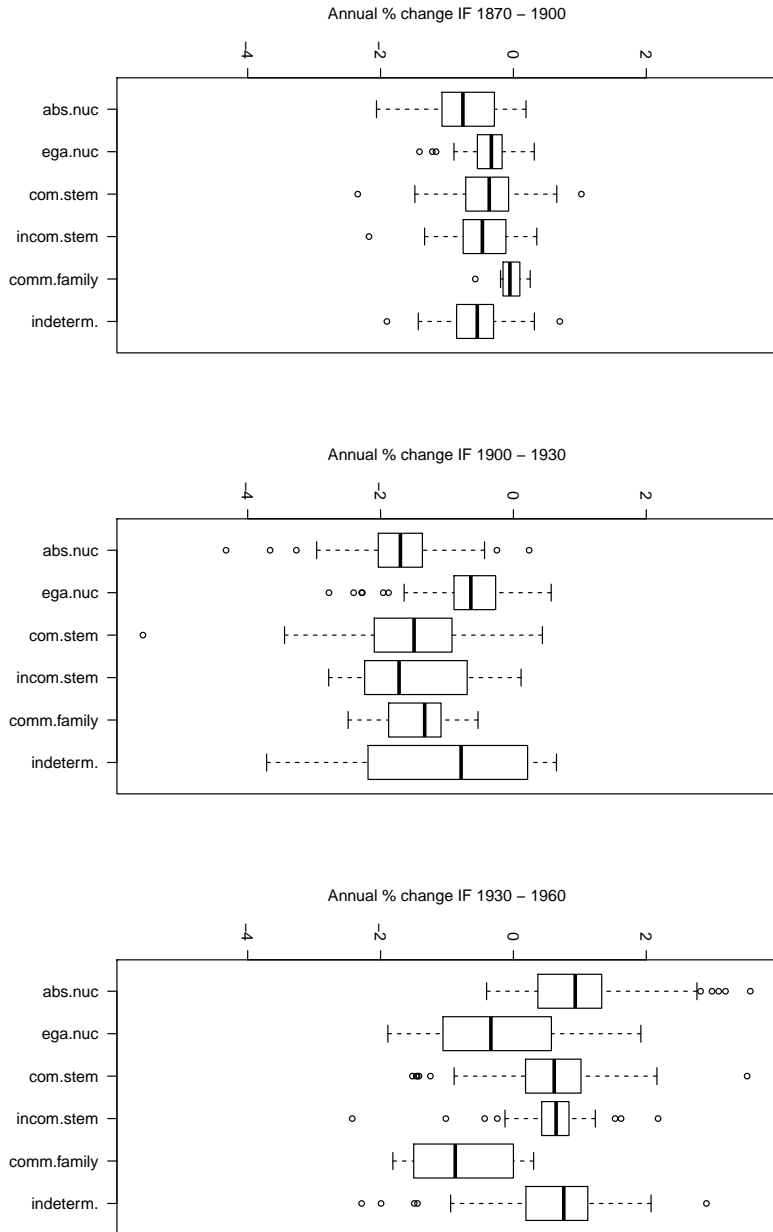 Annual % change IF 1870 − 1900
-4 -2 0 2
abs.nuc
ega.nuc
com.stem
incom.stem
comm.family
indeterm.
Annual % change IF 1900 − 1930
-4 -2 0 2
abs.nuc
ega.nuc
com.stem
incom.stem
comm.family
indeterm.
Annual % change IF 1930 − 1960
-4 -2 0 2
abs.nuc
ega.nuc
com.stem
incom.stem
comm.family
indeterm.